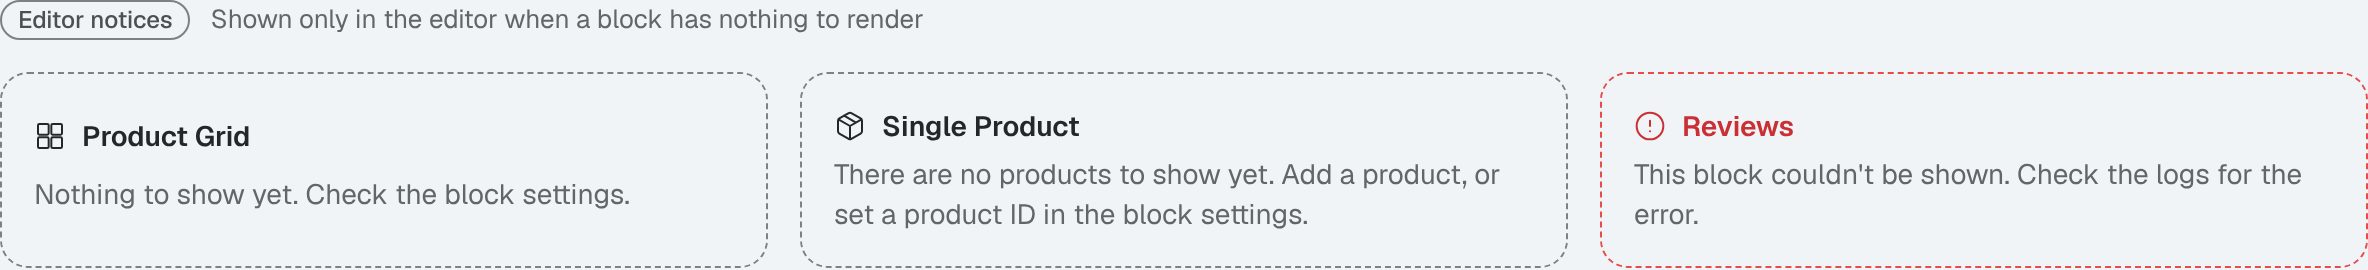 Editor notices
Shown only in the editor when a block has nothing to render
Product Grid
Nothing to show yet. Check the block settings.
Single Product
There are no products to show yet. Add a product, or
set a product ID in the block settings.
Reviews
This block couldn't be shown. Check the logs for the
error.